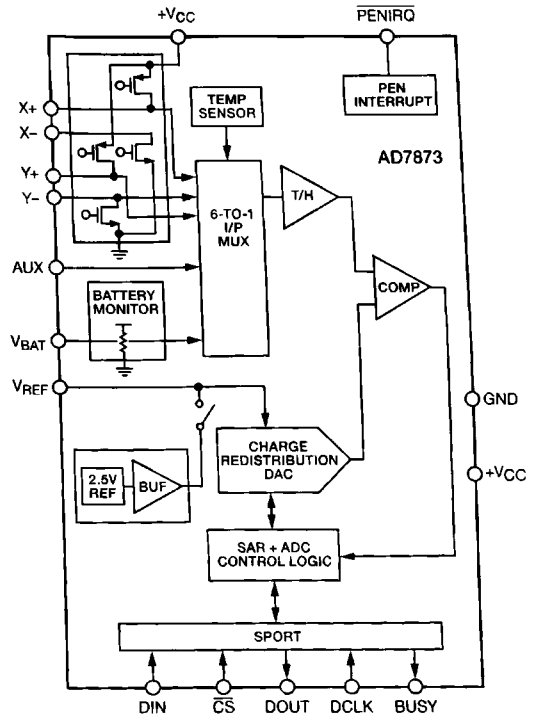 +VCC
PENIRQ
PEN
INTERRUPT
TEMP
SENSOR
X+
X–
Y+
Y–
AD7873
T/H
6-TO-1
I/P
MUX
AUX
COMP
BATTERY
MONITOR
VBAT
VREF
GND
CHARGE
REDISTRIBUTION
DAC
+VCC
2.5V
REF
BUF
SAR + ADC
CONTROL LOGIC
SPORT
DIN
CS
DOUT
DCLK
BUSY